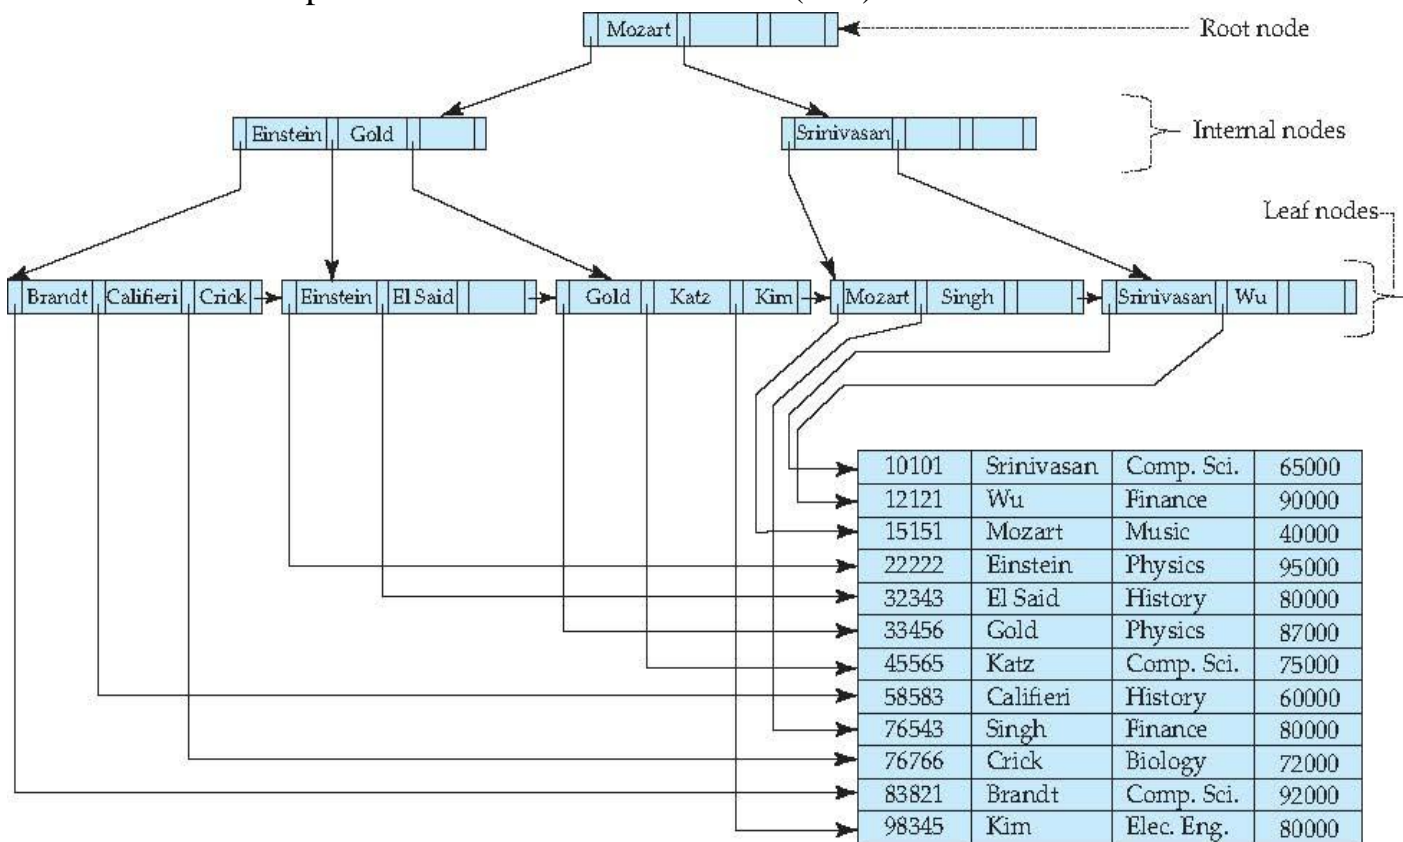 Mozart
Root node
Einstein Gold
Srinivasan
Internal nodes
Leaf nodes
Brandt Califieri Crick Einstein El Said Gold Katz Kim Mozart Singh Srinivasan Wu
10101 Srinivasan Comp. Sci. 65000
12121 Wu Finance 90000
15151 Mozart Music 40000
22222 Einstein Physics 95000
32343 El Said History 80000
33456 Gold Physics 87000
45565 Katz Comp. Sci. 75000
58583 Califieri History 60000
76543 Singh Finance 80000
76766 Crick Biology 72000
83821 Brandt Comp. Sci. 92000
98345 Kim Elec. Eng. 80000